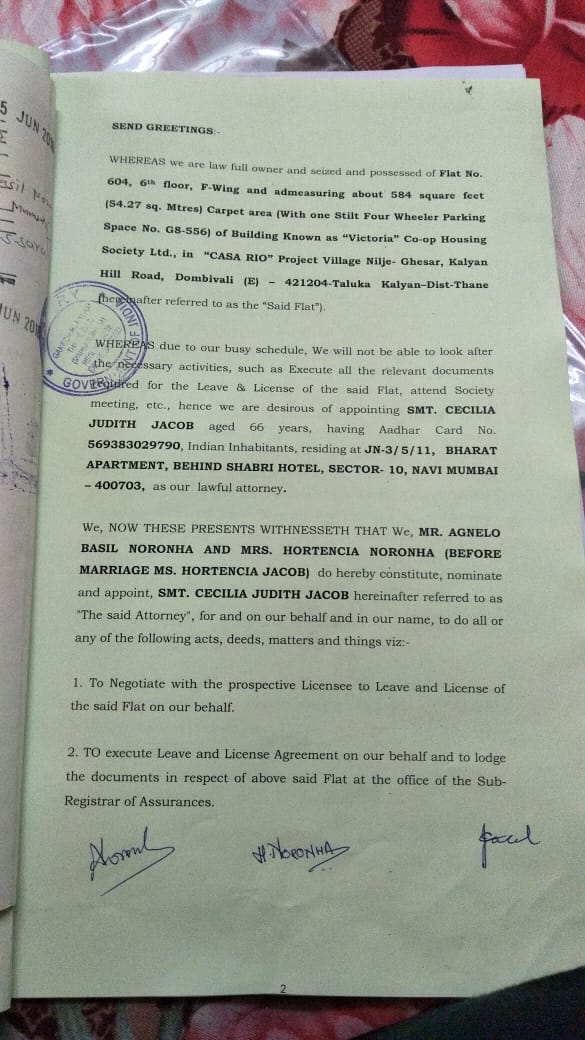 5 JUN 20
SEND GREETINGS:-
WHEREAS we are law full owner and seized and possessed of Flat No.
604, 6th floor, F-Wing and admeasuring about 584 square feet
(54.27 sq. Mtres) Carpet area (With one Stilt Four Wheeler Parking
Space No. G8-556) of Building Known as “Victoria” Co-op Housing
Society Ltd., in “CASA RIO” Project Village Nilje- Ghesar, Kalyan
Hill Road, Dombivali (E) – 421204-Taluka Kalyan–Dist-Thane
(hereinafter referred to as the “Said Flat”).
JUN 201
WHEREAS due to our busy schedule, We will not be able to look after
the necessary activities, such as Execute all the relevant documents
required for the Leave & License of the said Flat, attend Society
meeting, etc., hence we are desirous of appointing SMT. CECILIA
JUDITH JACOB aged 66 years, having Aadhar Card No.
569383029790, Indian Inhabitants, residing at JN-3/5/11, BHARAT
APARTMENT, BEHIND SHABRI HOTEL, SECTOR- 10, NAVI MUMBAI
– 400703, as our lawful attorney.
We, NOW THESE PRESENTS WITNESSETH THAT We, MR. AGNELO
BASIL NORONHA AND MRS. HORTENCIA NORONHA (BEFORE
MARRIAGE MS. HORTENCIA JACOB) do hereby constitute, nominate
and appoint, SMT. CECILIA JUDITH JACOB hereinafter referred to as
"The said Attorney", for and on our behalf and in our name, to do all or
any of the following acts, deeds, matters and things viz:-
1. To Negotiate with the prospective Licensee to Leave and License of
the said Flat on our behalf.
2. TO execute Leave and License Agreement on our behalf and to lodge
the documents in respect of above said Flat at the office of the Sub-
Registrar of Assurances.
H. NORONHA
2